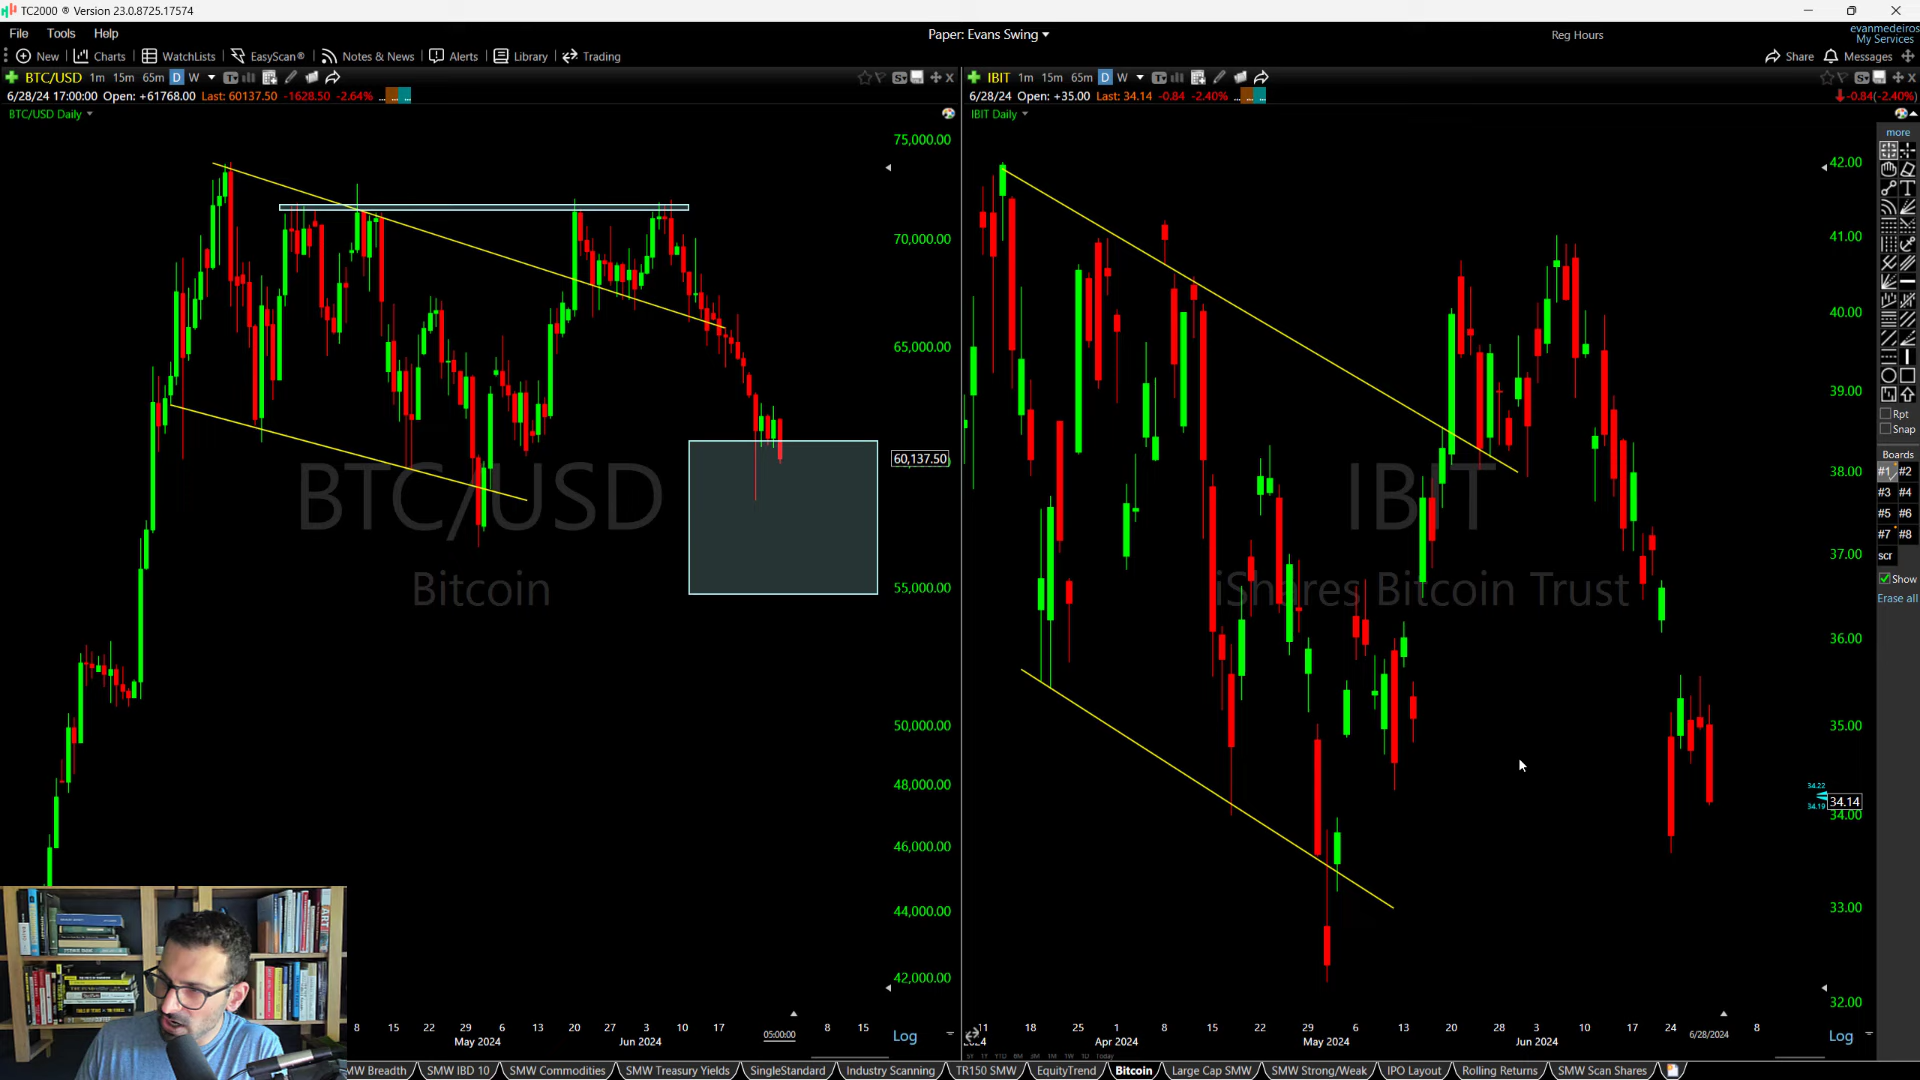 TC2000 ® Version 23.0.8725.17574
File Tools Help
Paper: Evans Swing
Reg Hours
evanmedeiros
My Services
New Charts WatchLists EasyScan® Notes & News Alerts Library Trading
Share Messages
BTC/USD 1m 15m 65m D W
6/28/24 17:00:00 Open: +61768.00 Last: 60137.50 -1628.50 -2.64% ...
BTC/USD Daily
75,000.00
70,000.00
65,000.00
60,137.50
55,000.00
50,000.00
48,000.00
46,000.00
44,000.00
42,000.00
BTC/USD
Bitcoin
8 15 22 29 6 13 20 27 3 10 17 05:00:00 8 15
May 2024 Jun 2024
Log
IBIT 1m 15m 65m D W
6/28/24 Open: +35.00 Last: 34.14 -0.84 -2.40% ...
-0.84(-2.40%)
IBIT Daily
42.00
41.00
40.00
39.00
38.00
37.00
36.00
35.00
34.22
34.14
34.19
34.00
33.00
32.00
IBIT
iShares Bitcoin Trust
11 18 25 1 8 15 22 29 6 13 20 28 3 10 17 24 6/28/2024 8
Apr 2024 May 2024 Jun 2024
Log
more
Rpt
Snap
Boards
#1 #2
#3 #4
#5 #6
#7 #8
scr
Show
Erase all
MW Breadth SMW IBD 10 SMW Commodities SMW Treasury Yields SingleStandard Industry Scanning TR150 SMW EquityTrend Bitcoin Large Cap SMW SMW Strong/Weak IPO Layout Rolling Returns SMW Scan Shares